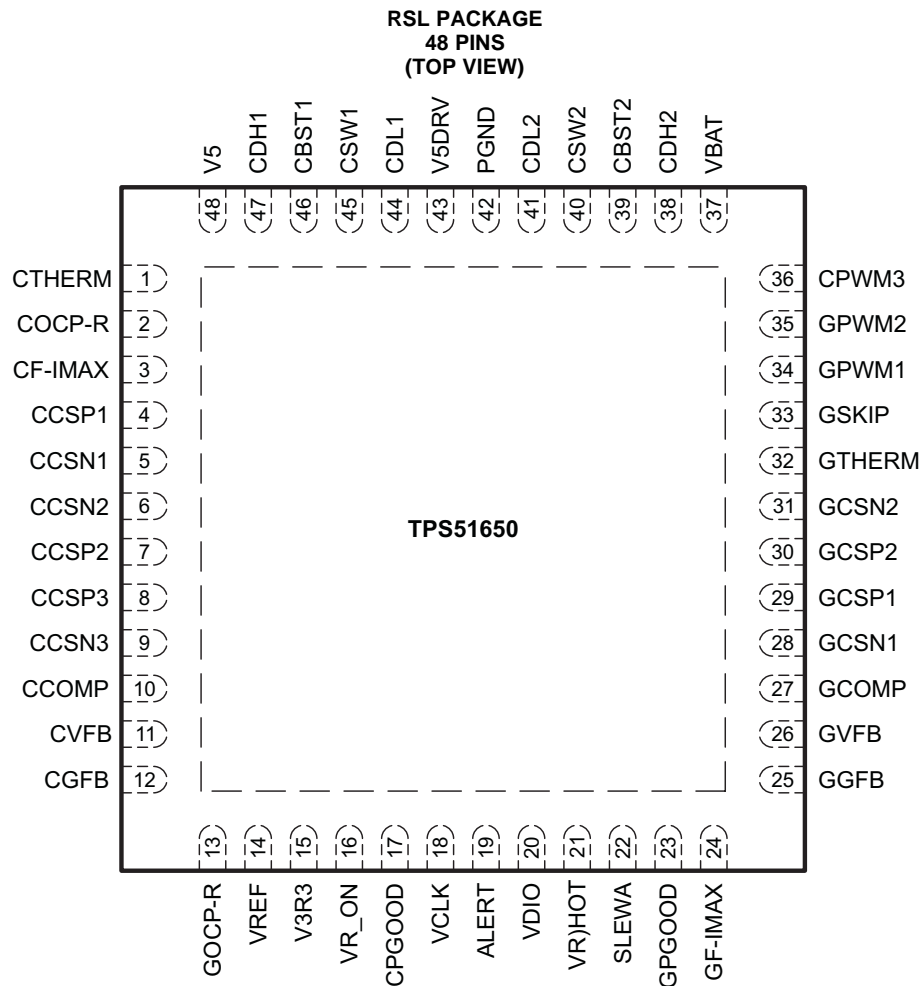 RSL PACKAGE
48 PINS
(TOP VIEW)
V5
CDH1
CBST1
CSW1
CDL1
V5DRV
PGND
CDL2
CSW2
CBST2
CDH2
VBAT
48
47
46
45
44
43
42
41
40
39
38
37
CTHERM 1
36 CPWM3
COCP-R 2
35 GPWM2
CF-IMAX 3
34 GPWM1
CCSP1 4
33 GSKIP
CCSN1 5
32 GTHERM
CCSN2 6
31 GCSN2
TPS51650
CCSP2 7
30 GCSP2
CCSP3 8
29 GCSP1
CCSN3 9
28 GCSN1
CCOMP 10
27 GCOMP
CVFB 11
26 GVFB
CGFB 12
25 GGFB
13
14
15
16
17
18
19
20
21
22
23
24
GOCP-R
VREF
V3R3
VR_ON
CPGOOD
VCLK
ALERT
VDIO
VR)HOT
SLEWA
GPGOOD
GF-IMAX